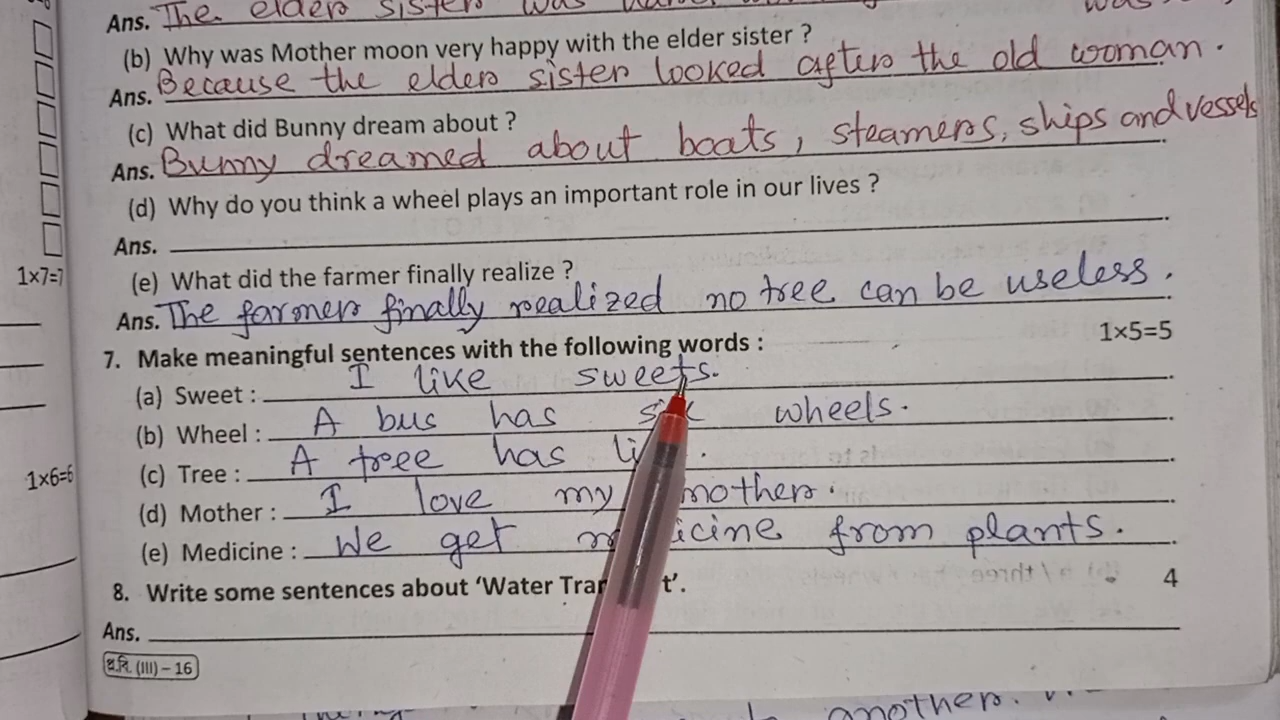 Ans. The elder sister was
(b) Why was Mother moon very happy with the elder sister ?
Ans. Because the elder sister looked after the old woman.
(c) What did Bunny dream about ?
Ans. Bunny dreamed about boats, steamers, ships and vessels
(d) Why do you think a wheel plays an important role in our lives ?
Ans.
(e) What did the farmer finally realize ?
Ans. The farmer finally realized no tree can be useless.
1×7=7
7. Make meaningful sentences with the following words : 1×5=5
(a) Sweet : I like sweets.
(b) Wheel : A bus has wheels.
(c) Tree : A tree has
(d) Mother : I love my mother.
(e) Medicine : We get medicine from plants.
1×6=6
8. Write some sentences about 'Water Transport'. 4
Ans.
(III) – 16
another.